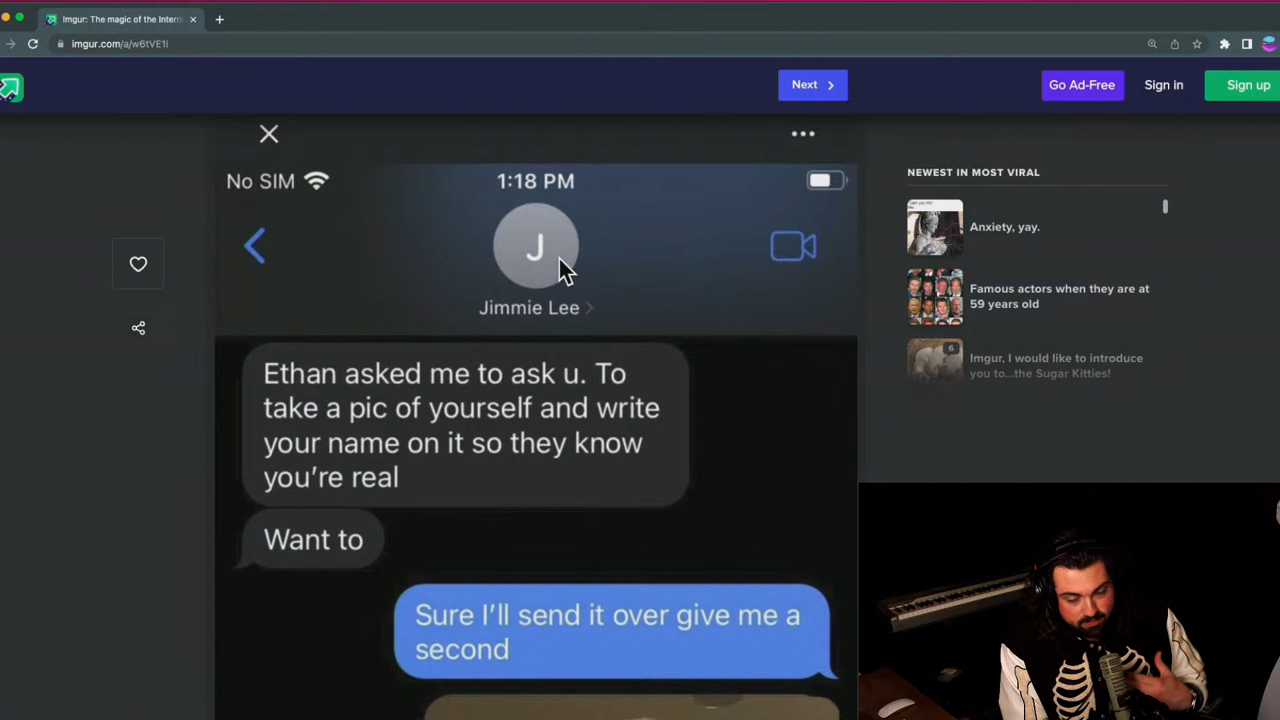 Imgur: The magic of the Intern
imgur.com/a/w6tVE1i
Next
Go Ad-Free
Sign in
Sign up
No SIM
1:18 PM
J
Jimmie Lee
Ethan asked me to ask u. To
take a pic of yourself and write
your name on it so they know
you're real
Want to
Sure I'll send it over give me a
second
NEWEST IN MOST VIRAL
Anxiety, yay.
Famous actors when they are at
59 years old
6
Imgur, I would like to introduce
you to...the Sugar Kitties!